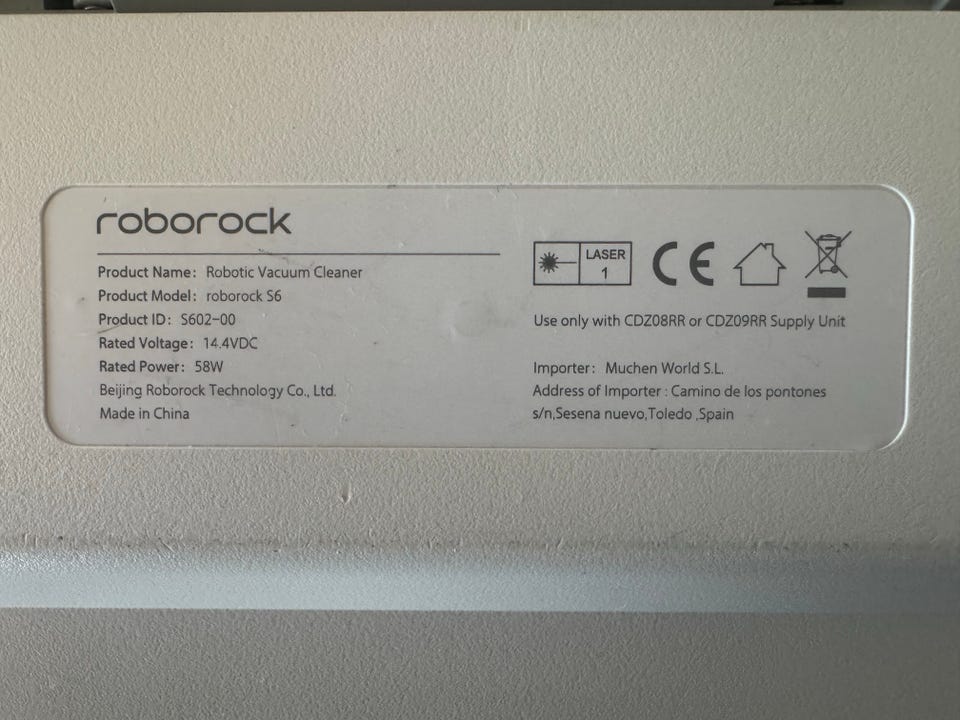 roborock
Product Name: Robotic Vacuum Cleaner
Product Model: roborock S6
Product ID: S602-00
Rated Voltage: 14.4VDC
Rated Power: 58W
Beijing Roborock Technology Co., Ltd.
Made in China
LASER
1
CE
Use only with CDZ08RR or CDZ09RR Supply Unit
Importer: Muchen World S.L.
Address of Importer : Camino de los pontones
s/n,Sesena nuevo,Toledo ,Spain